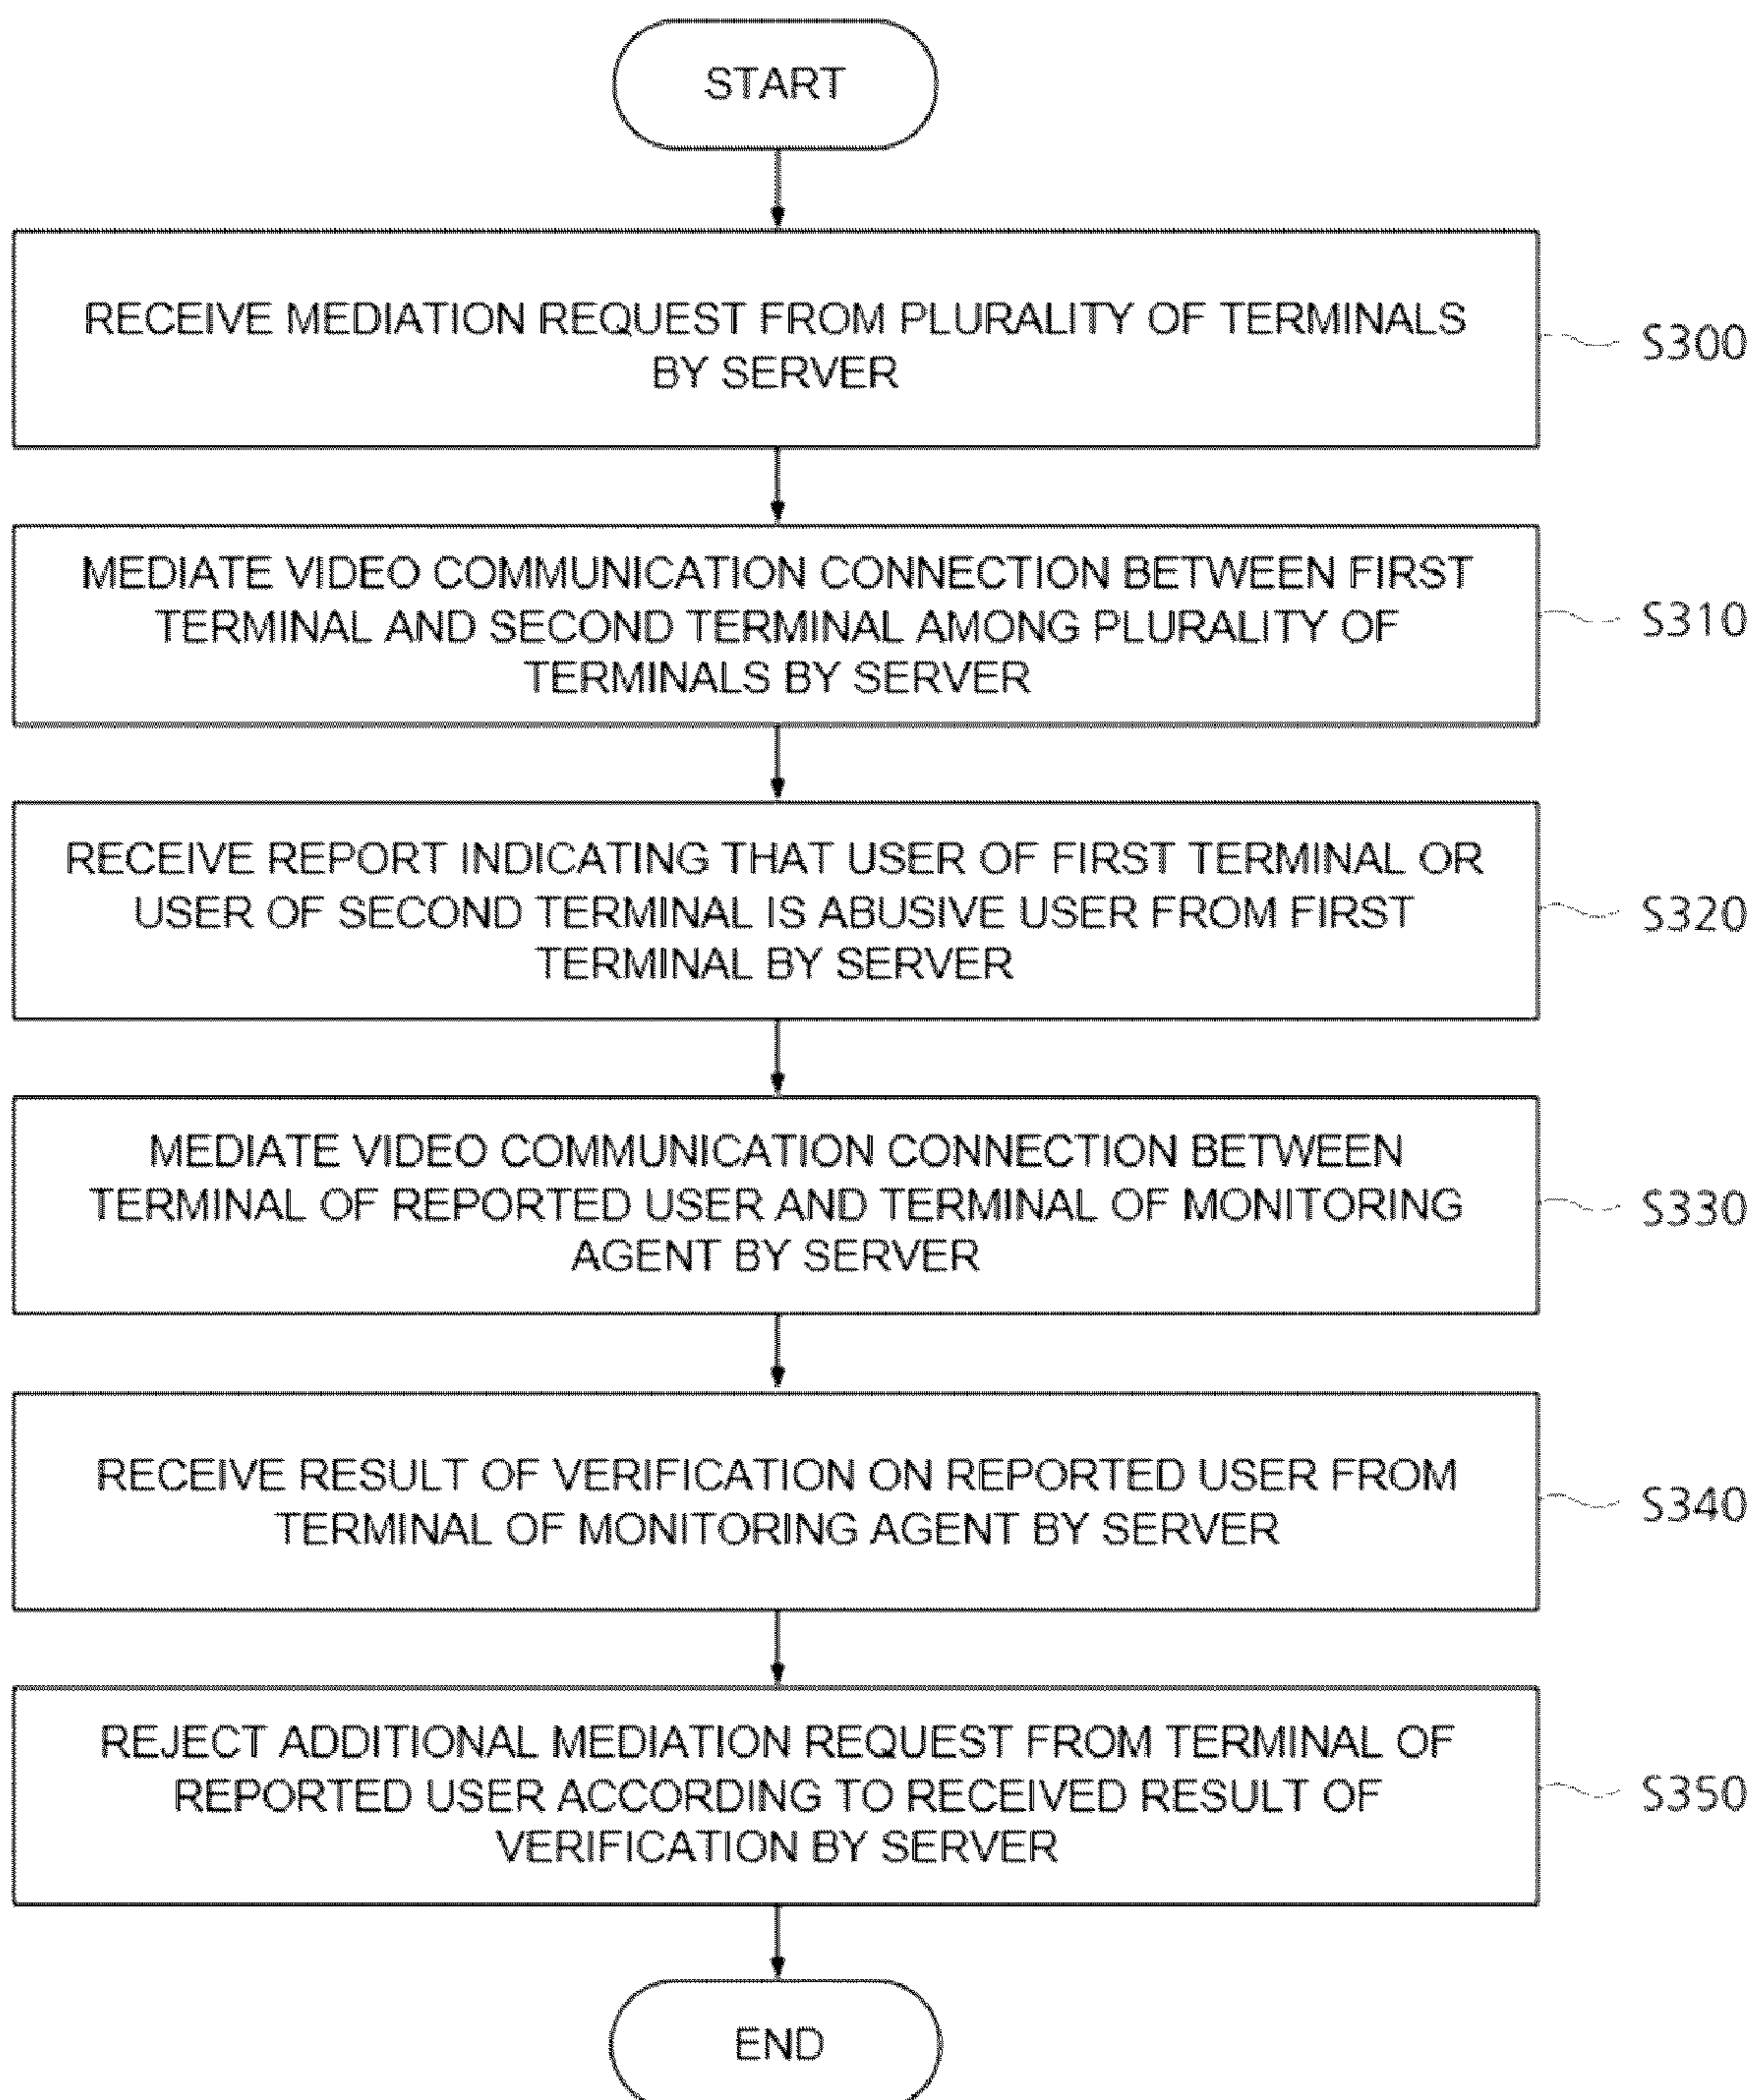 START
RECEIVE MEDIATION REQUEST FROM PLURALITY OF TERMINALS
BY SERVER
S300
MEDIATE VIDEO COMMUNICATION CONNECTION BETWEEN FIRST
TERMINAL AND SECOND TERMINAL AMONG PLURALITY OF
TERMINALS BY SERVER
S310
RECEIVE REPORT INDICATING THAT USER OF FIRST TERMINAL OR
USER OF SECOND TERMINAL IS ABUSIVE USER FROM FIRST
TERMINAL BY SERVER
S320
MEDIATE VIDEO COMMUNICATION CONNECTION BETWEEN
TERMINAL OF REPORTED USER AND TERMINAL OF MONITORING
AGENT BY SERVER
S330
RECEIVE RESULT OF VERIFICATION ON REPORTED USER FROM
TERMINAL OF MONITORING AGENT BY SERVER
S340
REJECT ADDITIONAL MEDIATION REQUEST FROM TERMINAL OF
REPORTED USER ACCORDING TO RECEIVED RESULT OF
VERIFICATION BY SERVER
S350
END